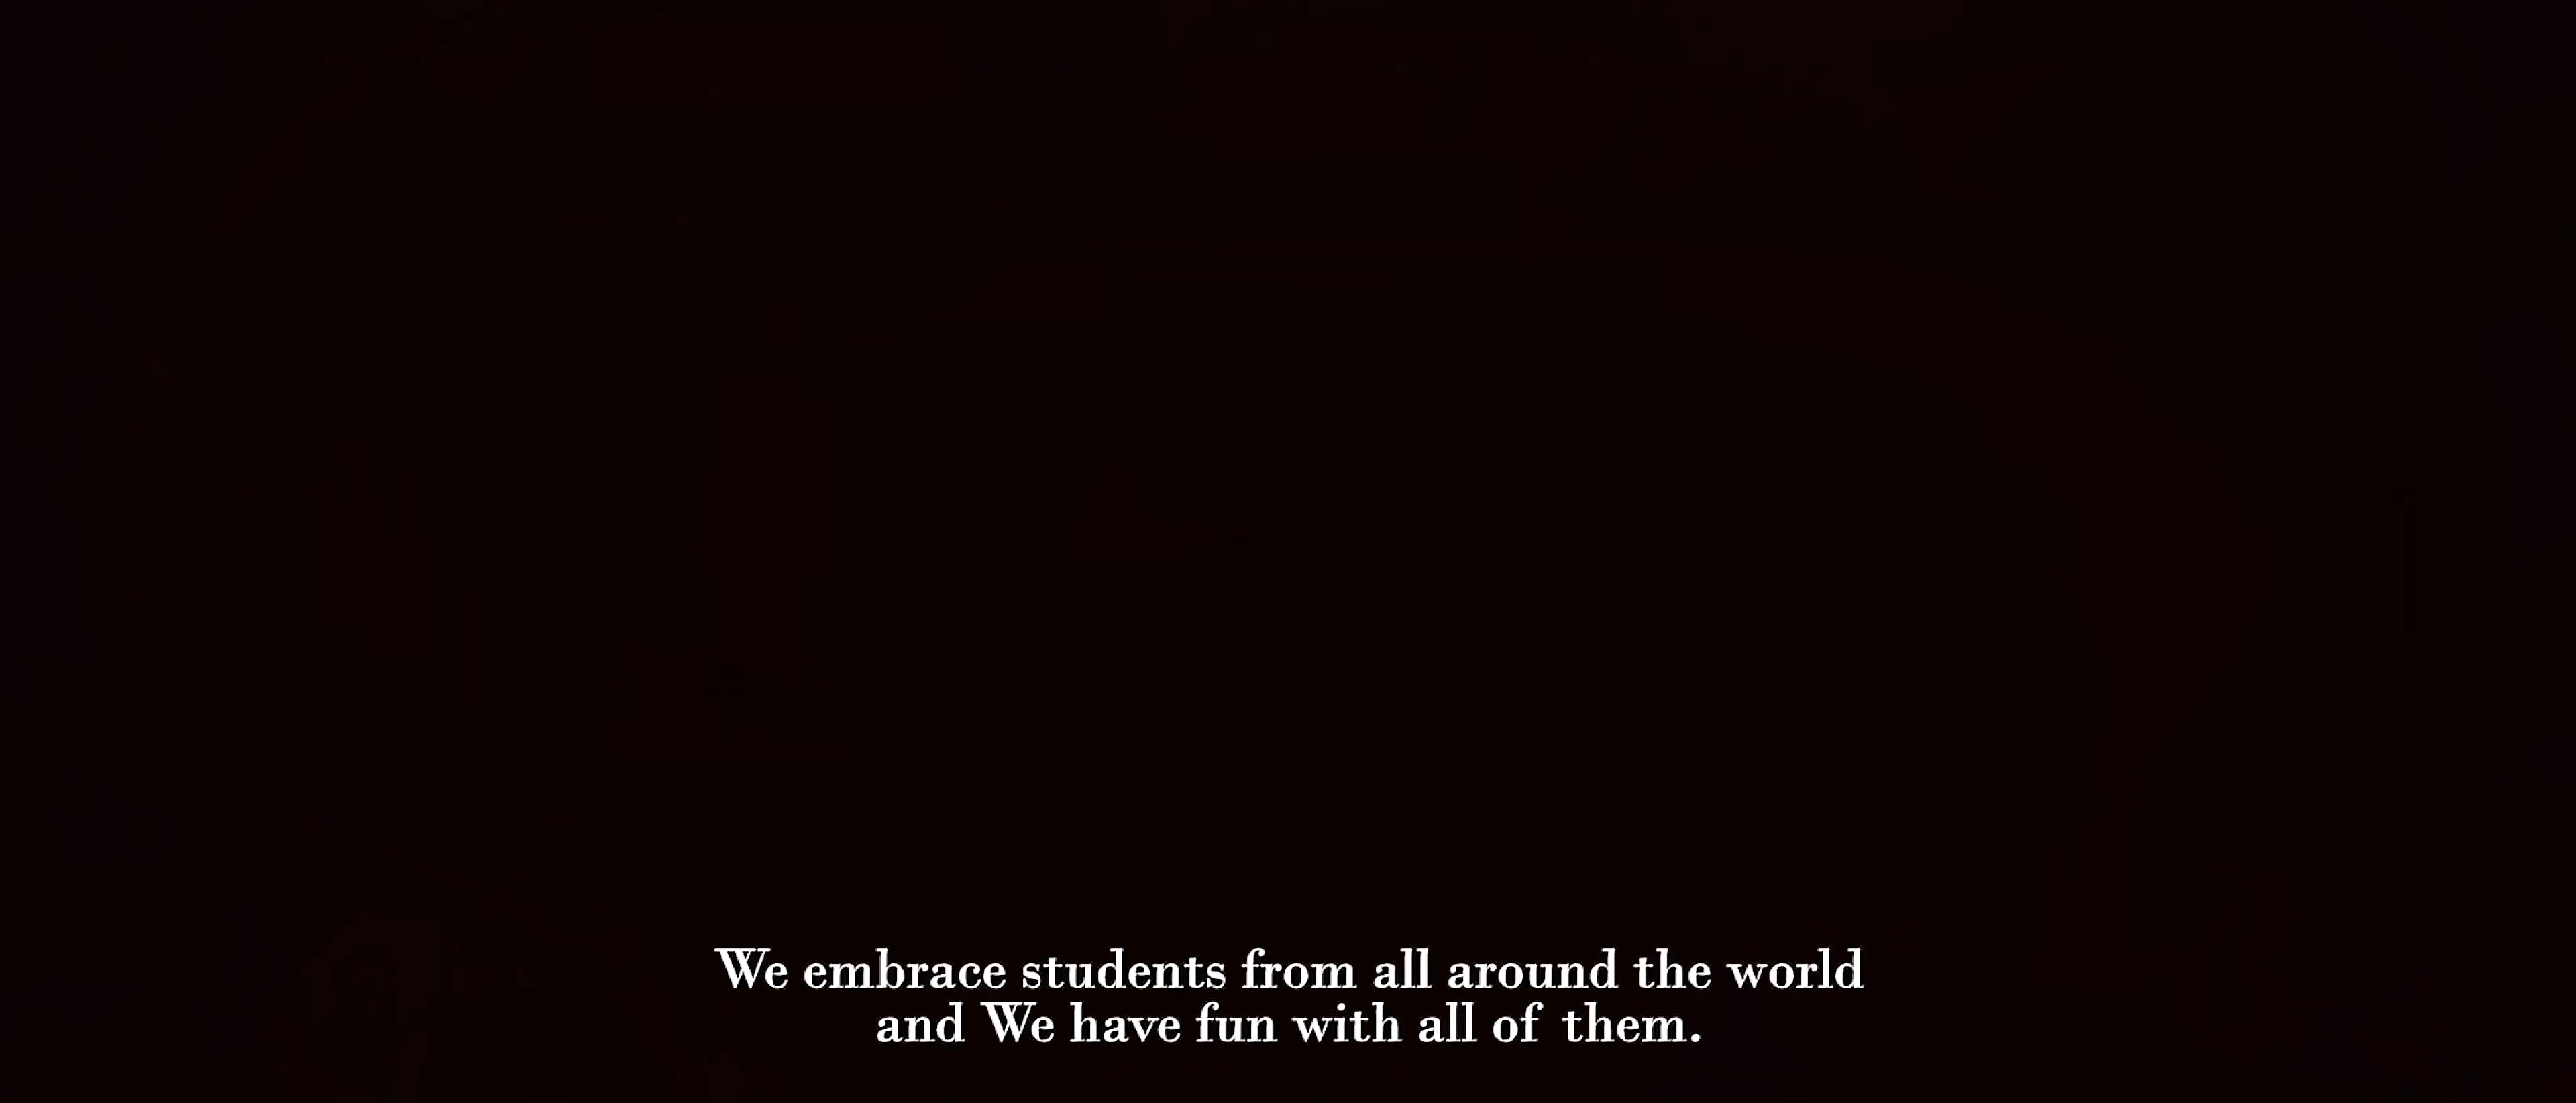 We embrace students from all around the world
and We have fun with all of them.